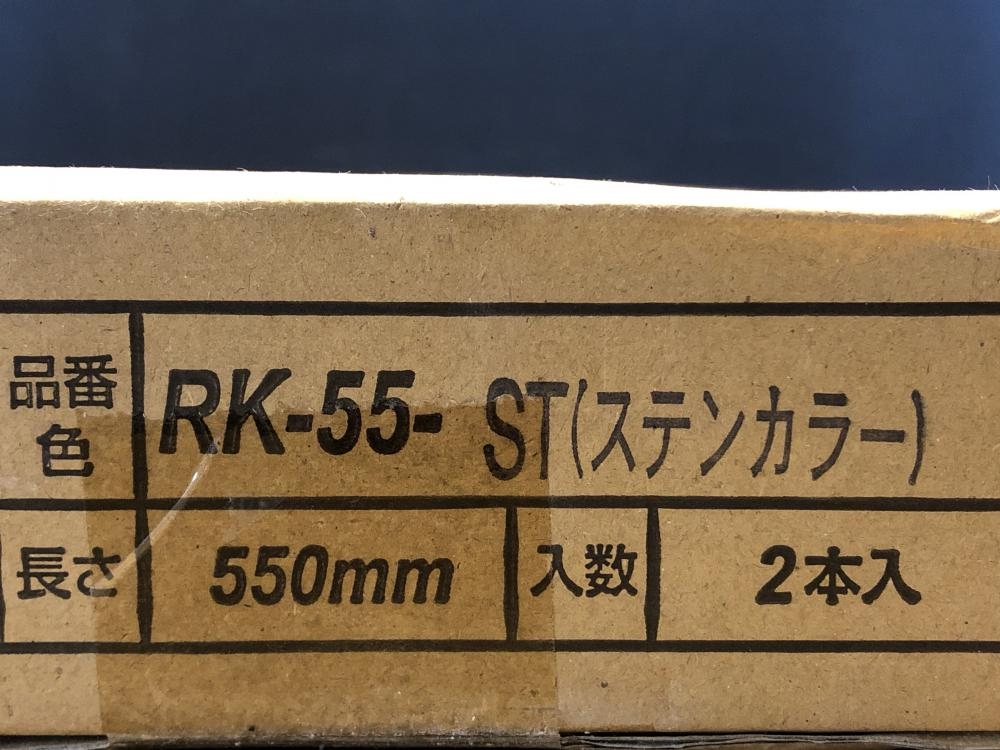 品番 RK-55- ST(ステンカラー)
色
長さ 550mm 入数 2本入